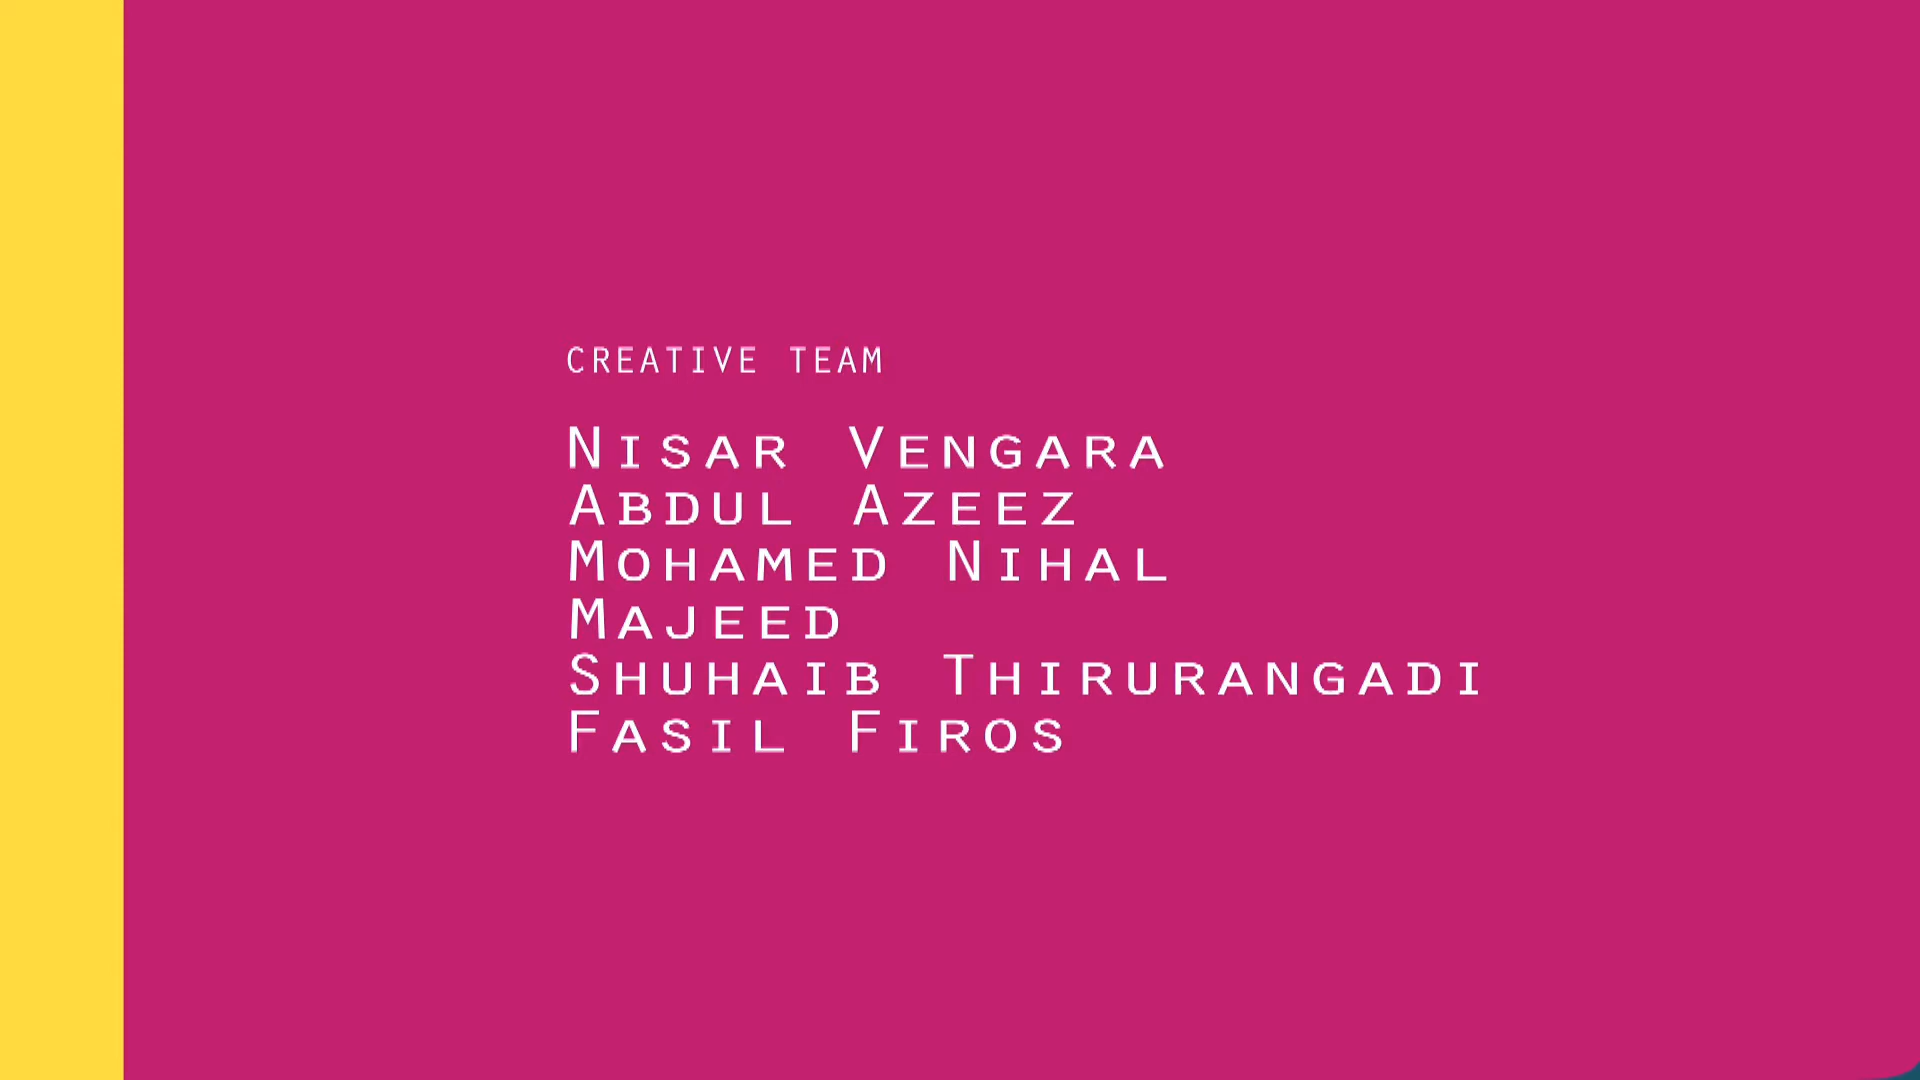 CREATIVE TEAM
Nisar Vengara
Abdul Azeez
Mohamed Nihal
Majeed
Shuhaib Thirurangadi
Fasil Firos